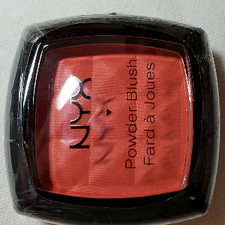 NYX
Powder Blush
Fard à Joues